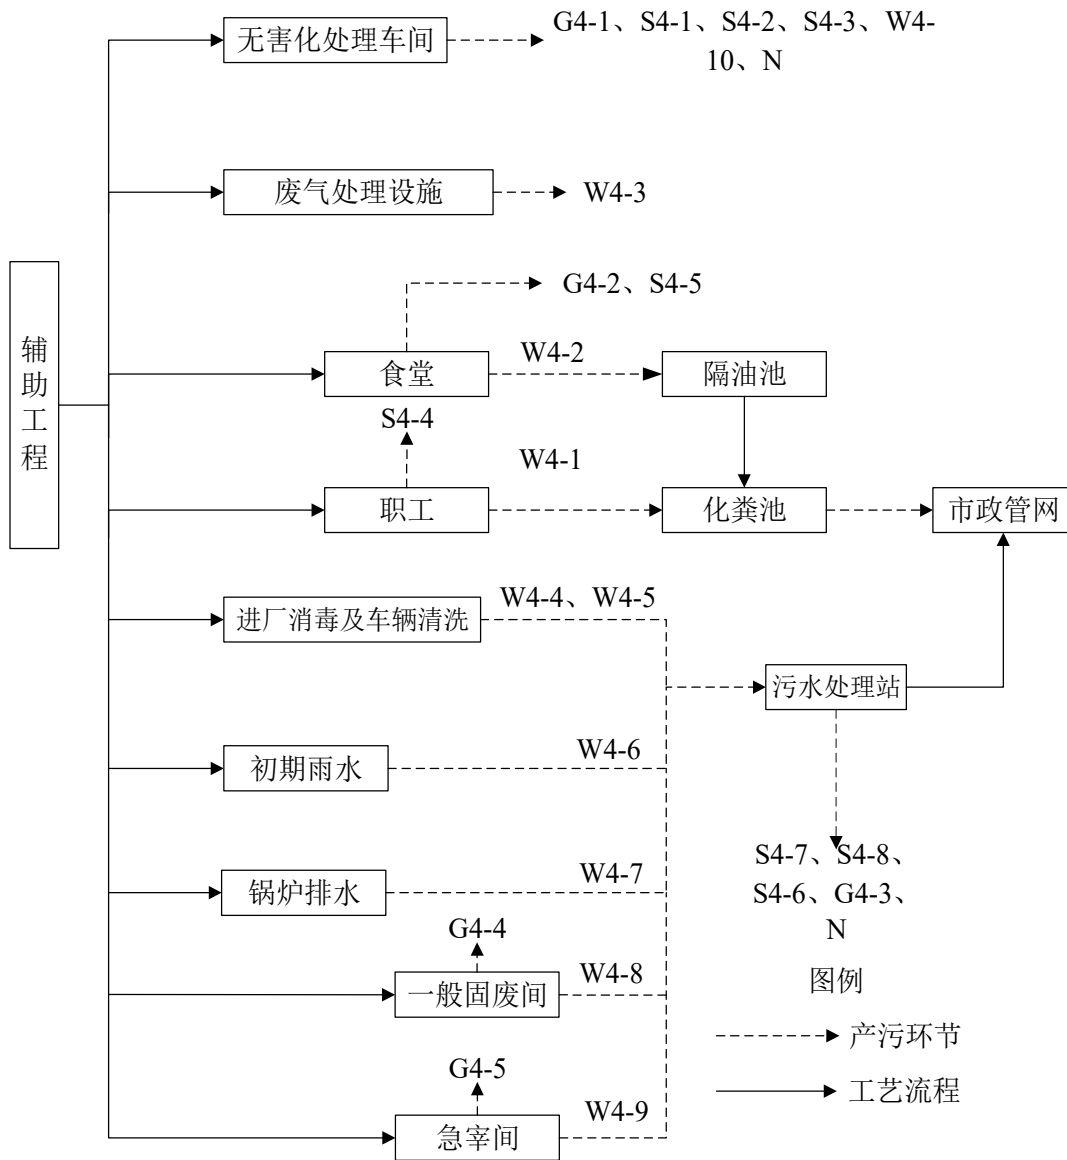 无害化处理车间
G4-1、S4-1、S4-2、S4-3、W4-
10、N
废气处理设施
W4-3
G4-2、S4-5
辅助工程
食堂
W4-2
隔油池
S4-4
职工
W4-1
化粪池
市政管网
进厂消毒及车辆清洗
W4-4、W4-5
污水处理站
初期雨水
W4-6
锅炉排水
W4-7
S4-7、S4-8、
S4-6、G4-3、
N
G4-4
一般固废间
W4-8
图例
产污环节
G4-5
急宰间
W4-9
工艺流程